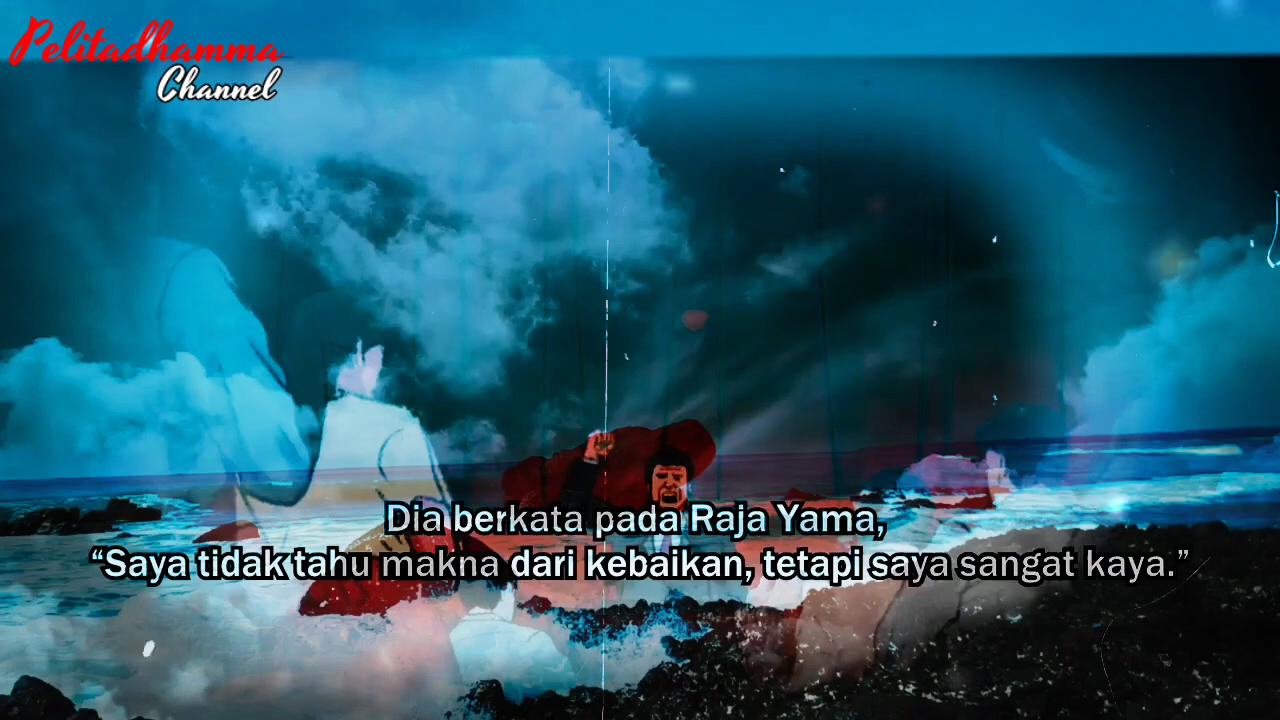 Pelitadhamma
Channel
Dia berkata pada Raja Yama,
“Saya tidak tahu makna dari kebaikan, tetapi saya sangat kaya.”